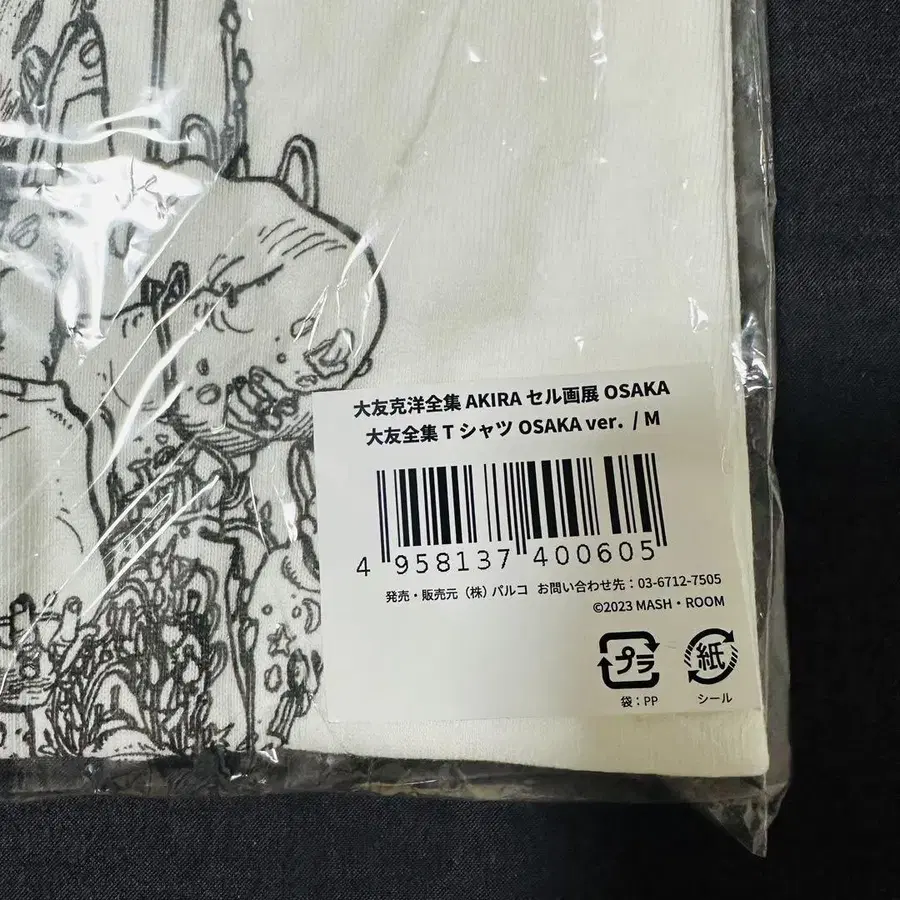 大友克洋全集 AKIRA セル画展 OSAKA
大友全集 T シャツ OSAKA ver. / M
4 958137 400605
発売・販売元（株）パルコ お問い合わせ先：03-6712-7505
©2023 MASH・ROOM
プラ 紙
袋：PP シール